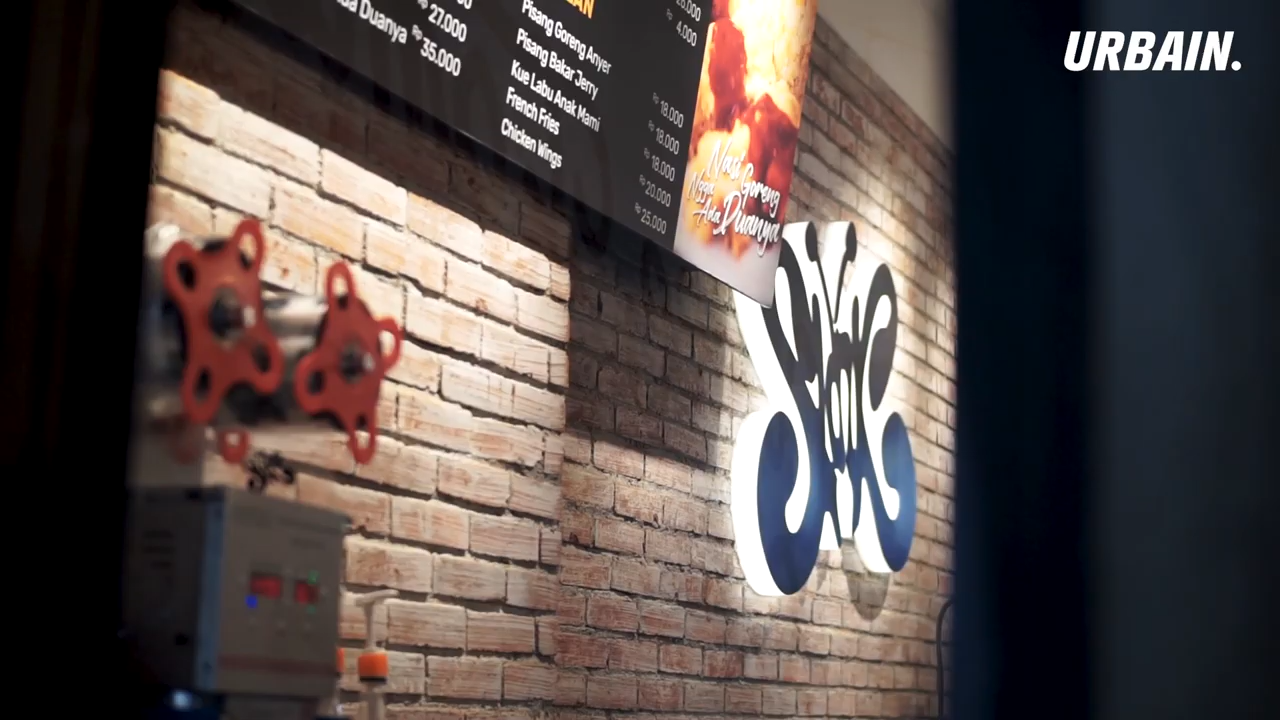 URBAIN.
27.000
Duanya Rp 35.000
Pisang Goreng Anyer
Pisang Bakar Jerry
Kue Labu Anak Mami
French Fries
Chicken Wings
4.000
Rp 18.000
Rp 18.000
Rp 18.000
Rp 20.000
Rp 25.000
Nasi Goreng
Ngga
Ada Duanya